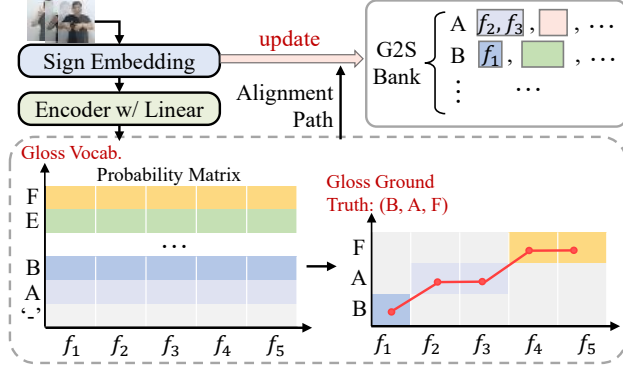 Sign Embedding
update
Encoder w/ Linear
Alignment
Path
G2S
Bank
A f₂, f₃ , , ...
B f₁ , , ...
⋮ ⋮ ...
Gloss Vocab.
Probability Matrix
F
E
...
B
A
‘-’
f₁ f₂ f₃ f₄ f₅
Gloss Ground
Truth: (B, A, F)
F
A
B
f₁ f₂ f₃ f₄ f₅